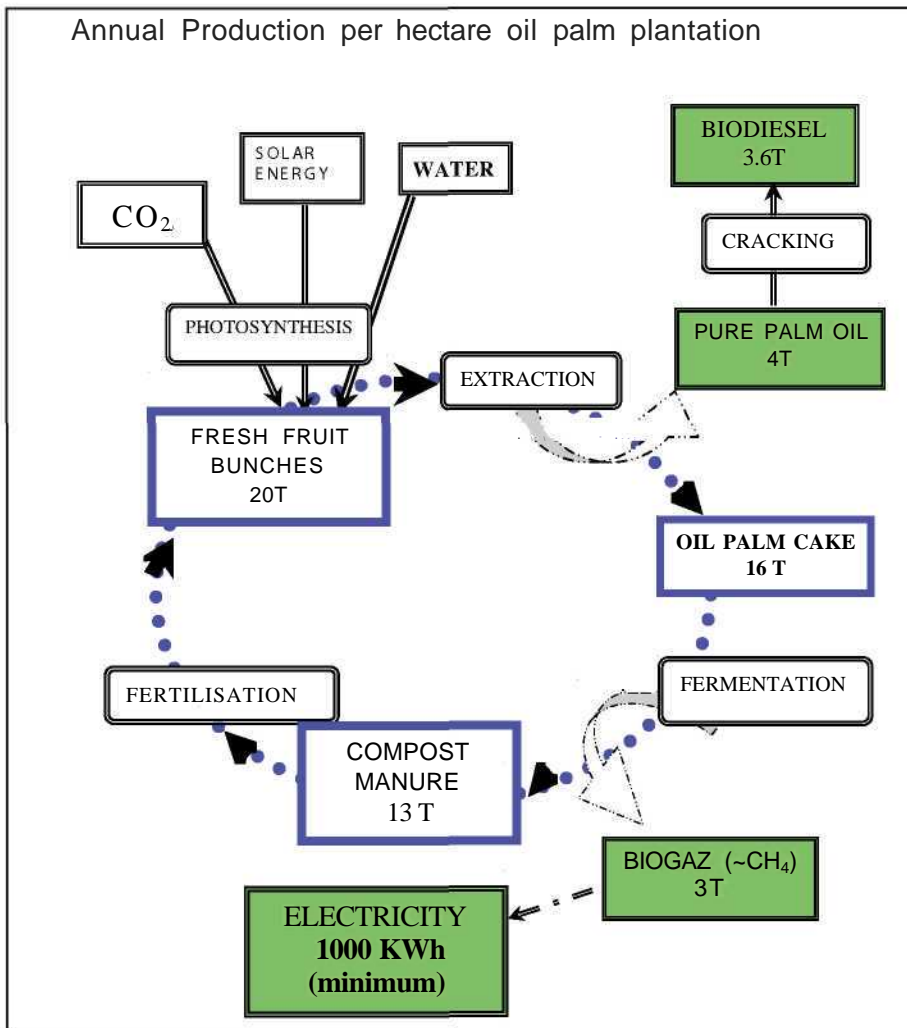 Annual Production per hectare oil palm plantation
BIODIESEL
3.6T
SOLAR
ENERGY
WATER
CO₂
CRACKING
PHOTOSYNTHESIS
PURE PALM OIL
4T
EXTRACTION
FRESH FRUIT
BUNCHES
20T
OIL PALM CAKE
16 T
FERTILISATION
FERMENTATION
COMPOST
MANURE
13 T
BIOGAZ (~CH₄)
3T
ELECTRICITY
1000 KWh
(minimum)